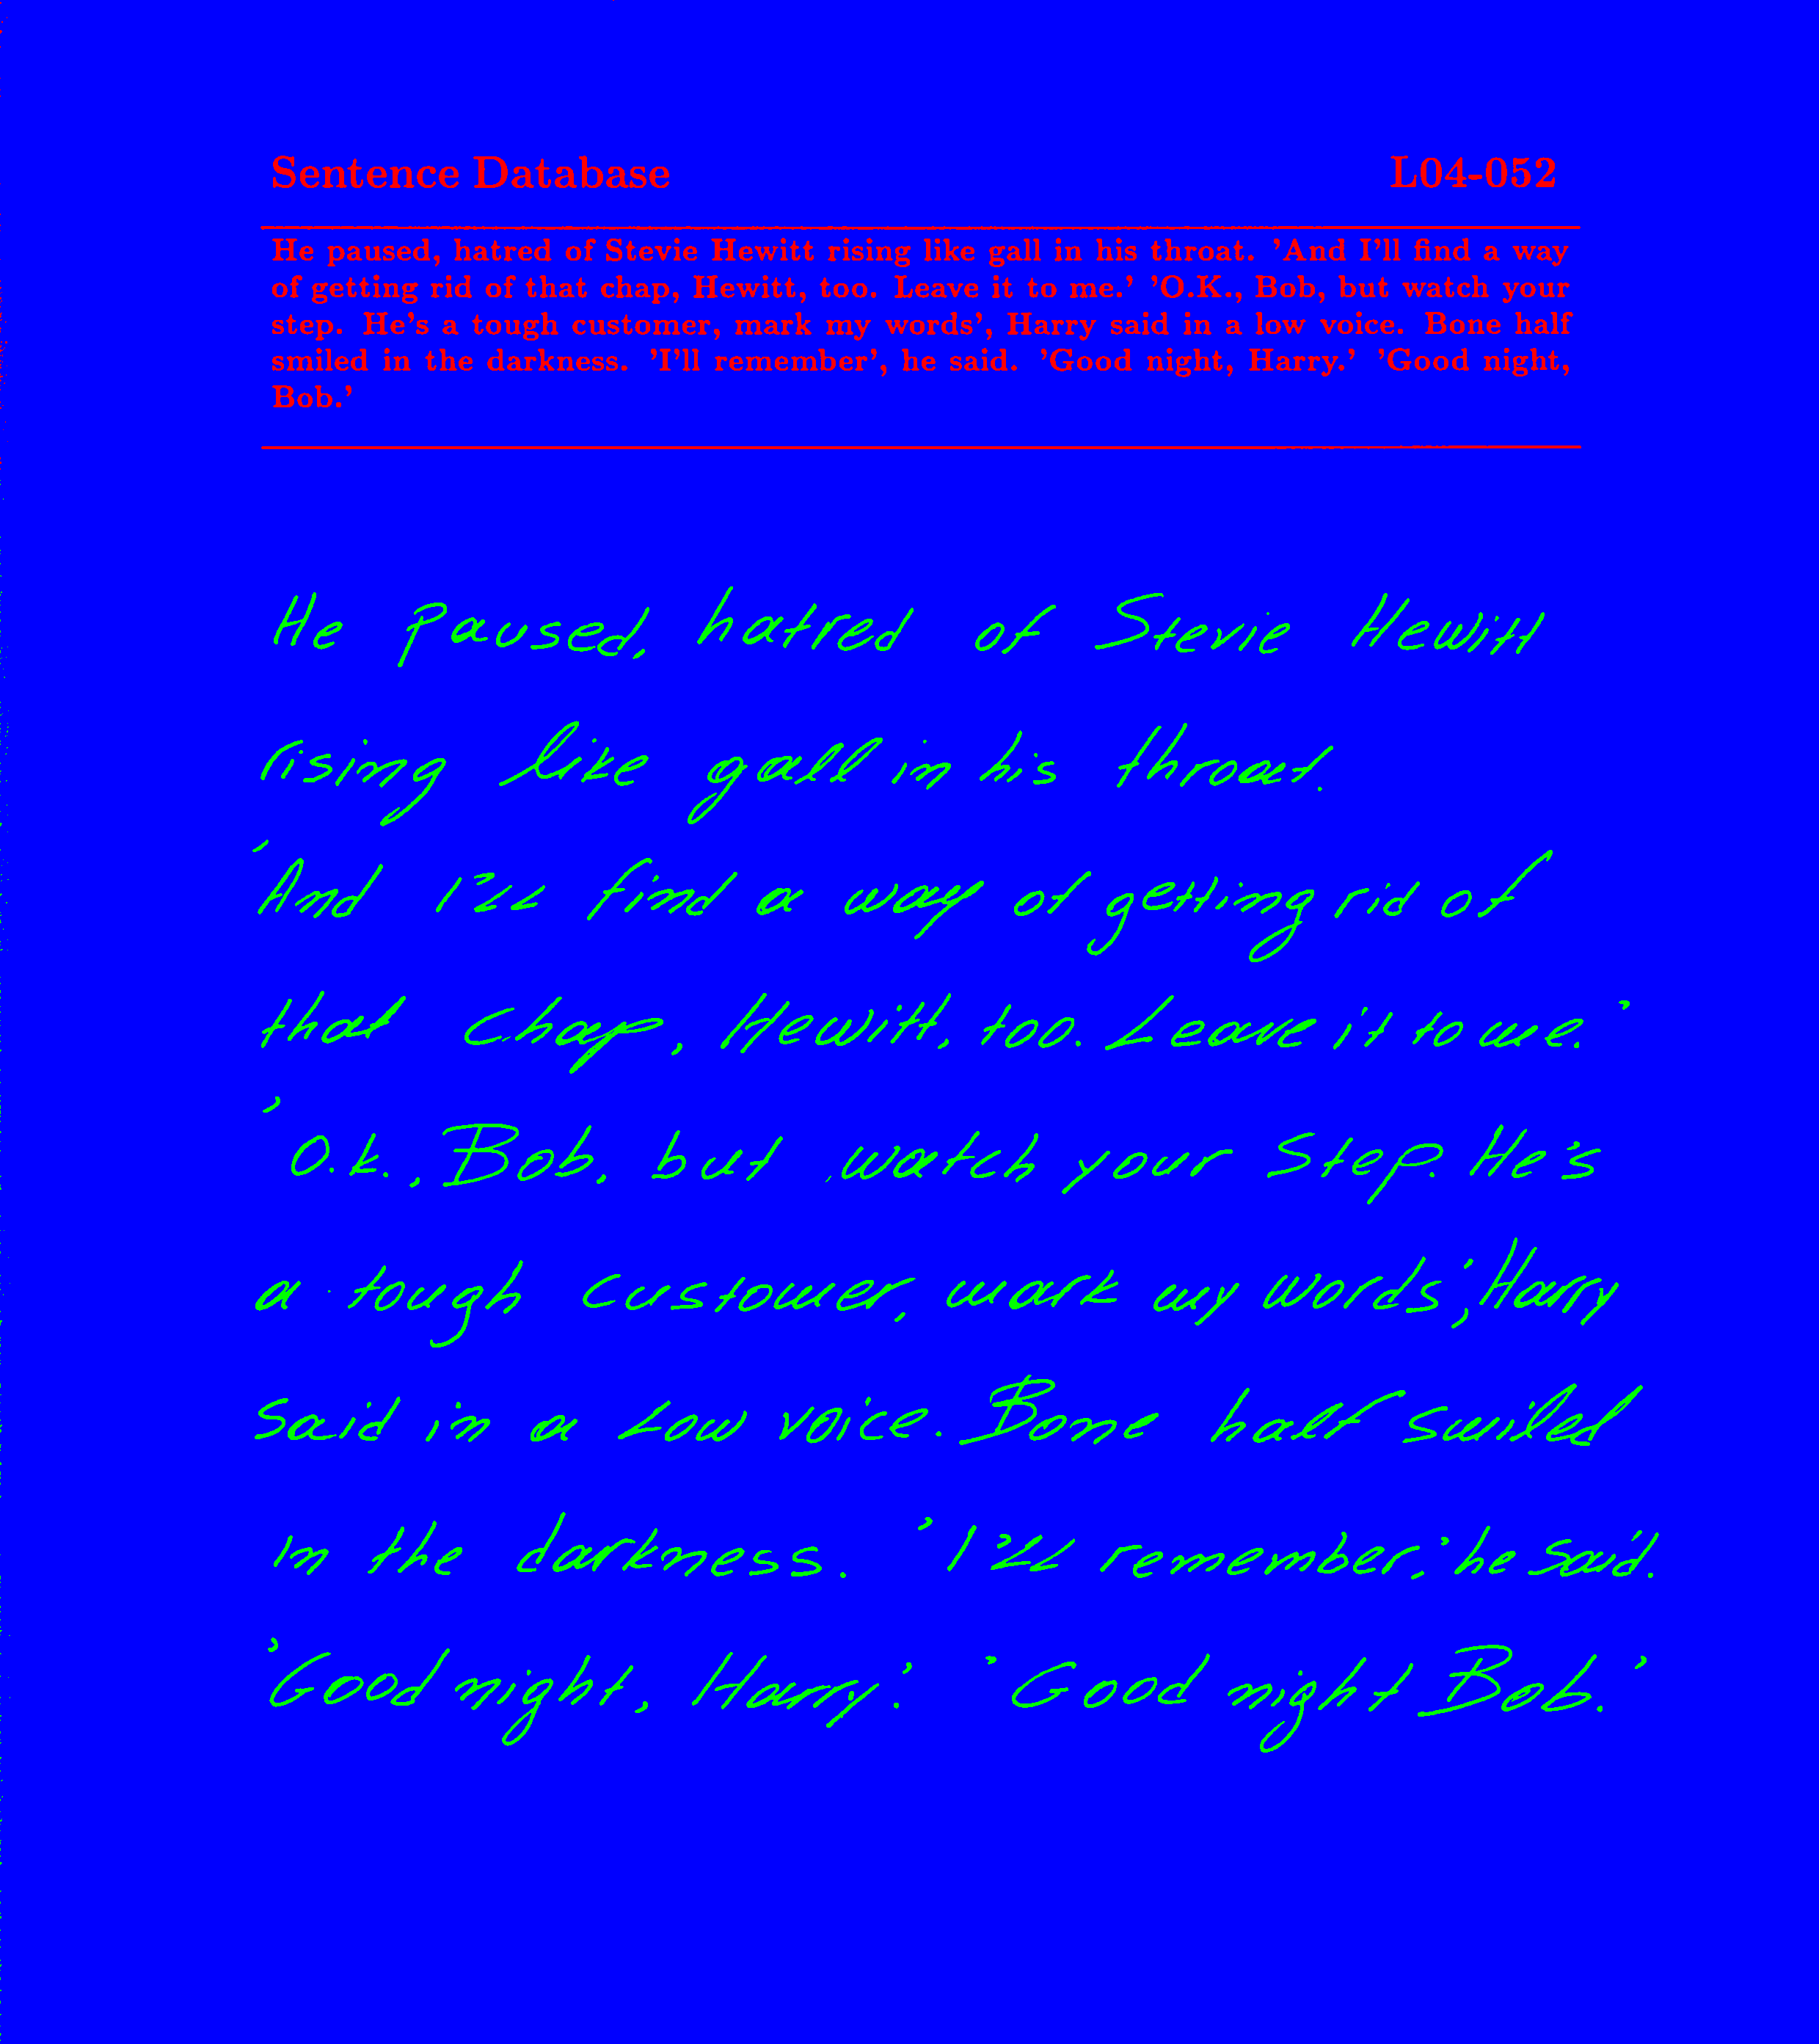 Sentence Database L04-052
He paused, hatred of Stevie Hewitt rising like gall in his throat. 'And I'll find a way
of getting rid of that chap, Hewitt, too. Leave it to me.' 'O.K., Bob, but watch your
step. He's a tough customer, mark my words', Harry said in a low voice. Bone half
smiled in the darkness. 'I'll remember', he said. 'Good night, Harry.' 'Good night,
Bob.'
He paused, hatred of Stevie Hewitt
rising like gall in his throat.
'And I'll find a way of getting rid of
that chap, Hewitt, too. Leave it to me.'
'O.k., Bob, but watch your step. He's
a tough customer, mark my words', Harry
said in a low voice. Bone half smiled
in the darkness. 'I'll remember,' he said.
'Good night, Harry.' 'Good night Bob.'